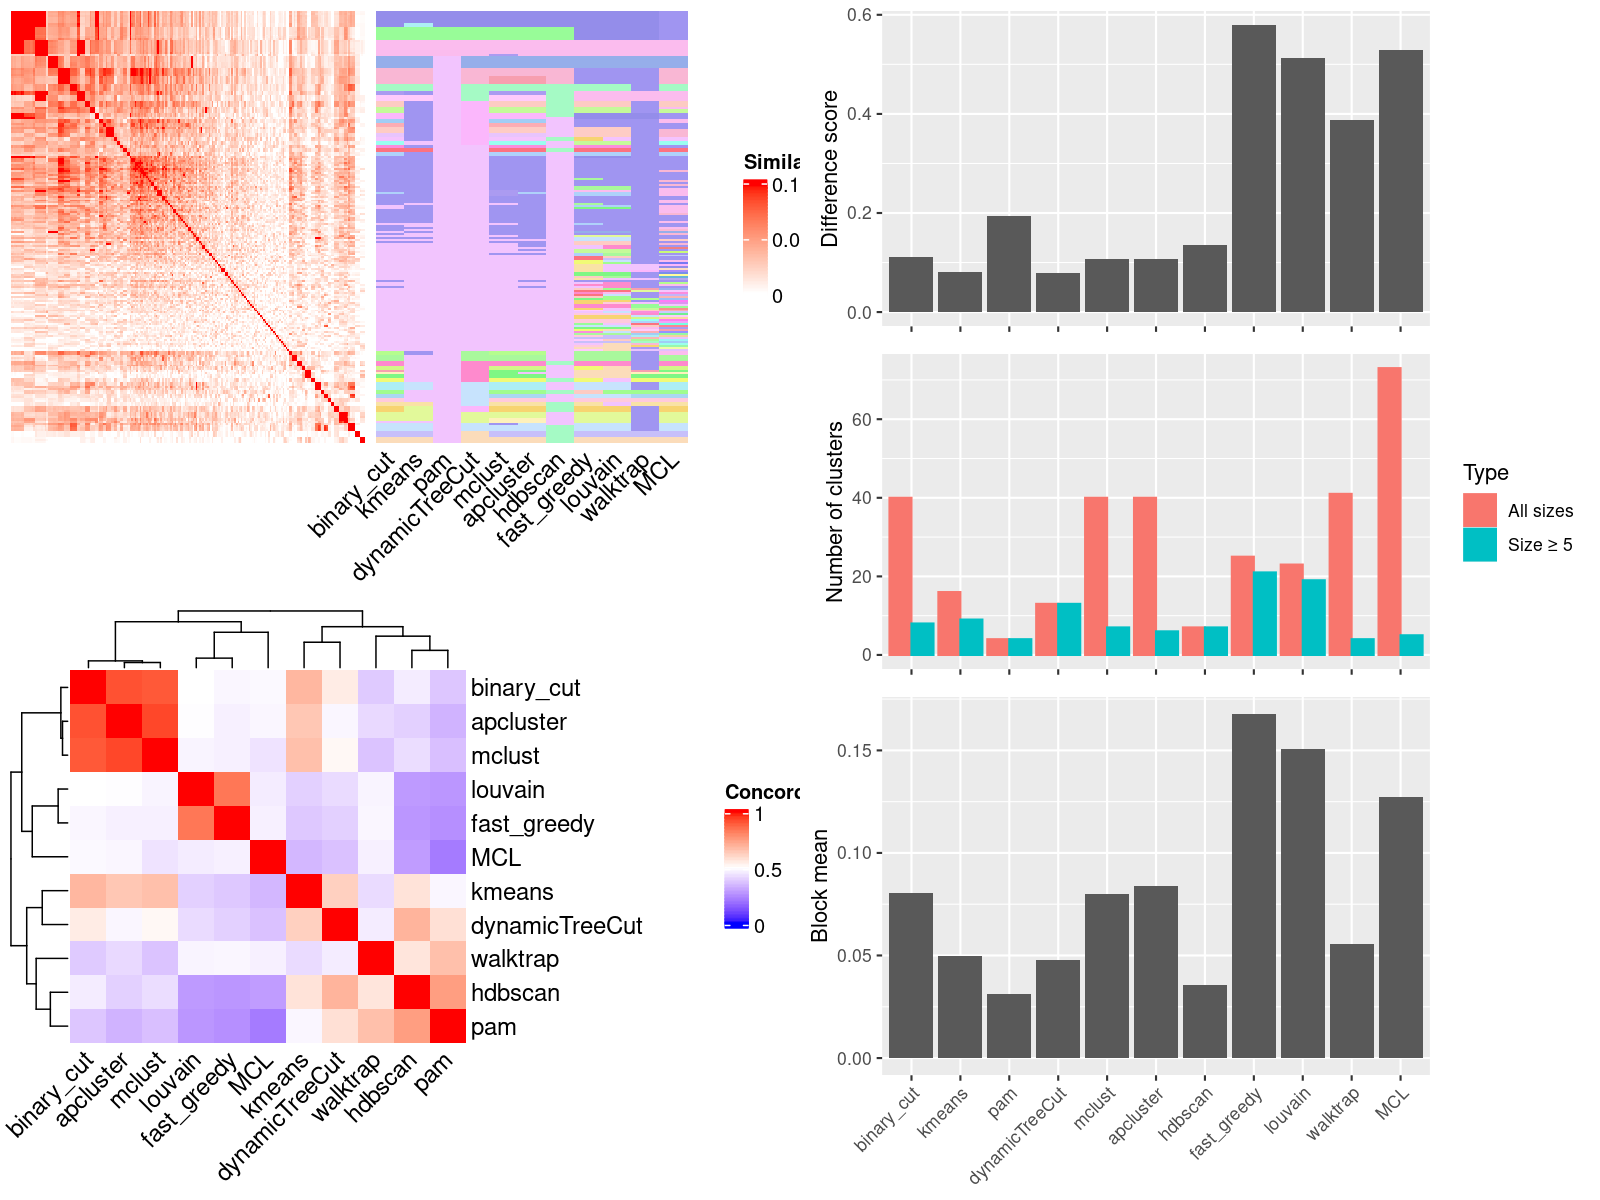 Simila
0.1
0.0
0
binary_cut
kmeans
pam
dynamicTreeCut
mclust
apcluster
hdbscan
fast_greedy
louvain
walktrap
MCL
binary_cut
apcluster
mclust
louvain
fast_greedy
MCL
kmeans
dynamicTreeCut
walktrap
hdbscan
pam
binary_cut
apcluster
mclust
louvain
fast_greedy
MCL
kmeans
dynamicTreeCut
walktrap
hdbscan
pam
Concord
1
0.5
0
Difference score
0.6
0.4
0.2
0.0
Number of clusters
60
40
20
0
Type
All sizes
Size ≥ 5
Block mean
0.15
0.10
0.05
0.00
binary_cut
kmeans
pam
dynamicTreeCut
mclust
apcluster
hdbscan
fast_greedy
louvain
walktrap
MCL